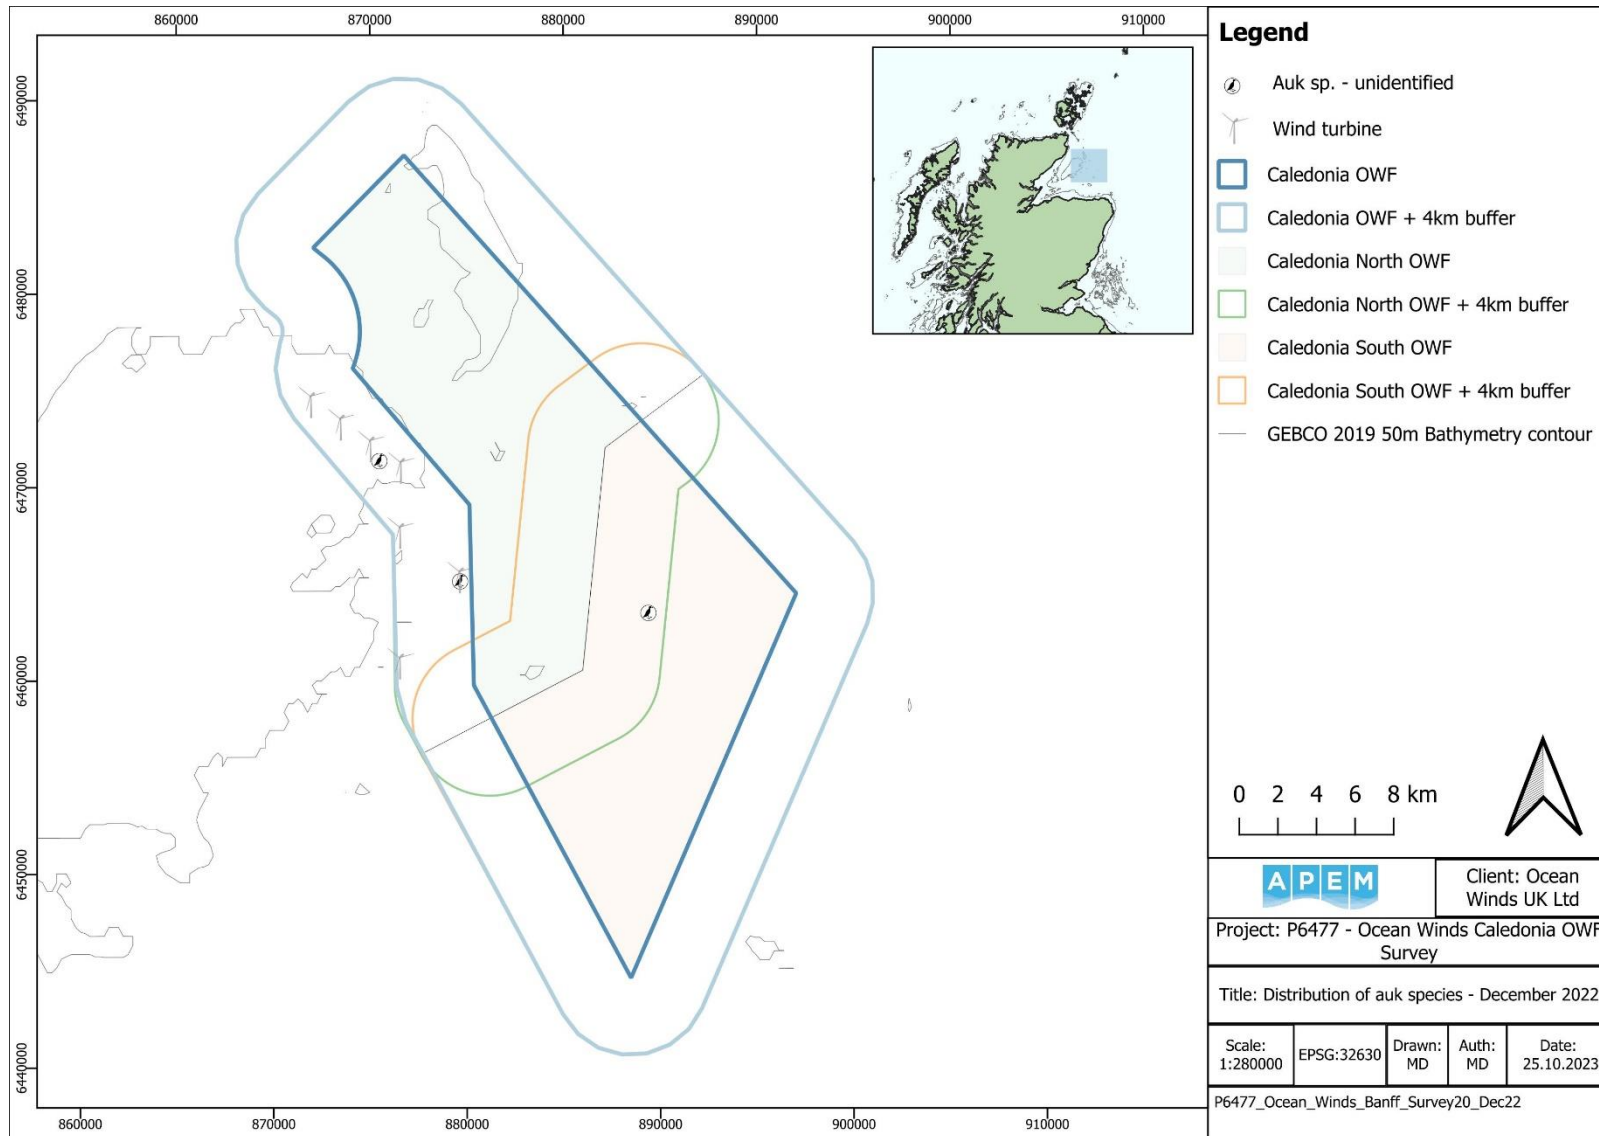 860000 870000 880000 890000 900000 910000
6490000
6480000
6470000
6460000
6450000
6440000
860000 870000 880000 890000 900000 910000
Legend
Auk sp. - unidentified
Wind turbine
Caledonia OWF
Caledonia OWF + 4km buffer
Caledonia North OWF
Caledonia North OWF + 4km buffer
Caledonia South OWF
Caledonia South OWF + 4km buffer
GEBCO 2019 50m Bathymetry contour
0 2 4 6 8 km
APEM
Client: Ocean
Winds UK Ltd
Project: P6477 - Ocean Winds Caledonia OWF
Survey
Title: Distribution of auk species - December 2022
Scale:
1:280000
EPSG:32630
Drawn:
MD
Auth:
MD
Date:
25.10.2023
P6477_Ocean_Winds_Banff_Survey20_Dec22